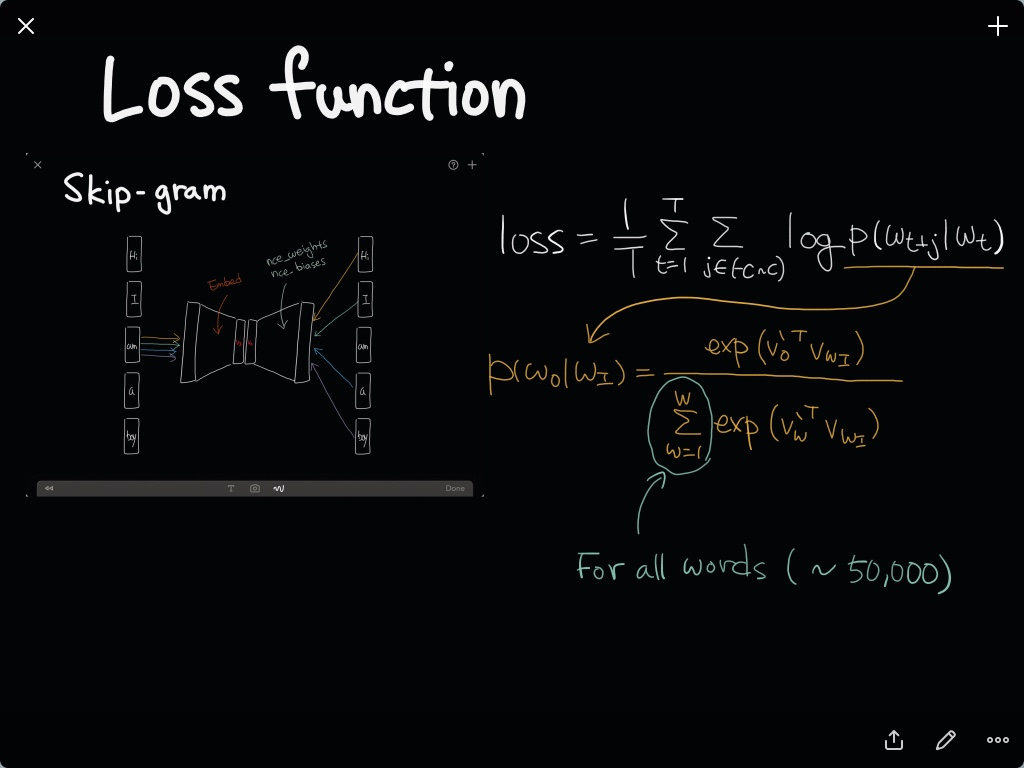 Loss function
Skip-gram
Hi
I
am
a
boy
Embed
nce_weights
nce_biases
Hi
I
am
a
boy
T
Done
loss = 1/T Σ_{t=1}^{T} Σ_{j∈(-c~c)} log p(w_{t+j}|w_t)
p(w_o|w_I) = exp(v'_o^T v_{w_I}) / Σ_{w=1}^{W} exp(v'_w^T v_{w_I})
For all words (~ 50,000)